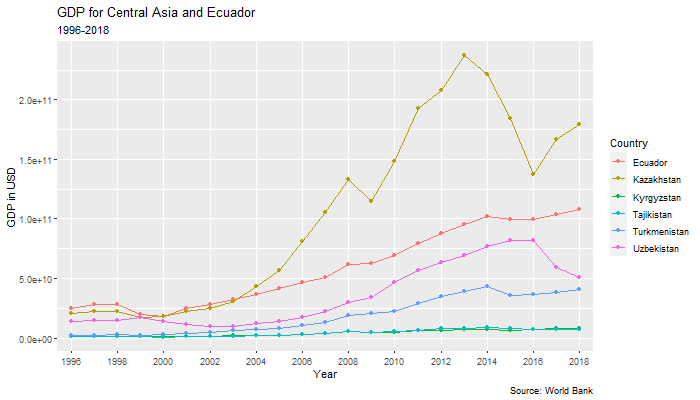 GDP for Central Asia and Ecuador
1996-2018
GDP in USD
2.0e+11
1.5e+11
1.0e+11
5.0e+10
0.0e+00
1996 1998 2000 2002 2004 2006 2008 2010 2012 2014 2016 2018
Year
Country
Ecuador
Kazakhstan
Kyrgyzstan
Tajikistan
Turkmenistan
Uzbekistan
Source: World Bank